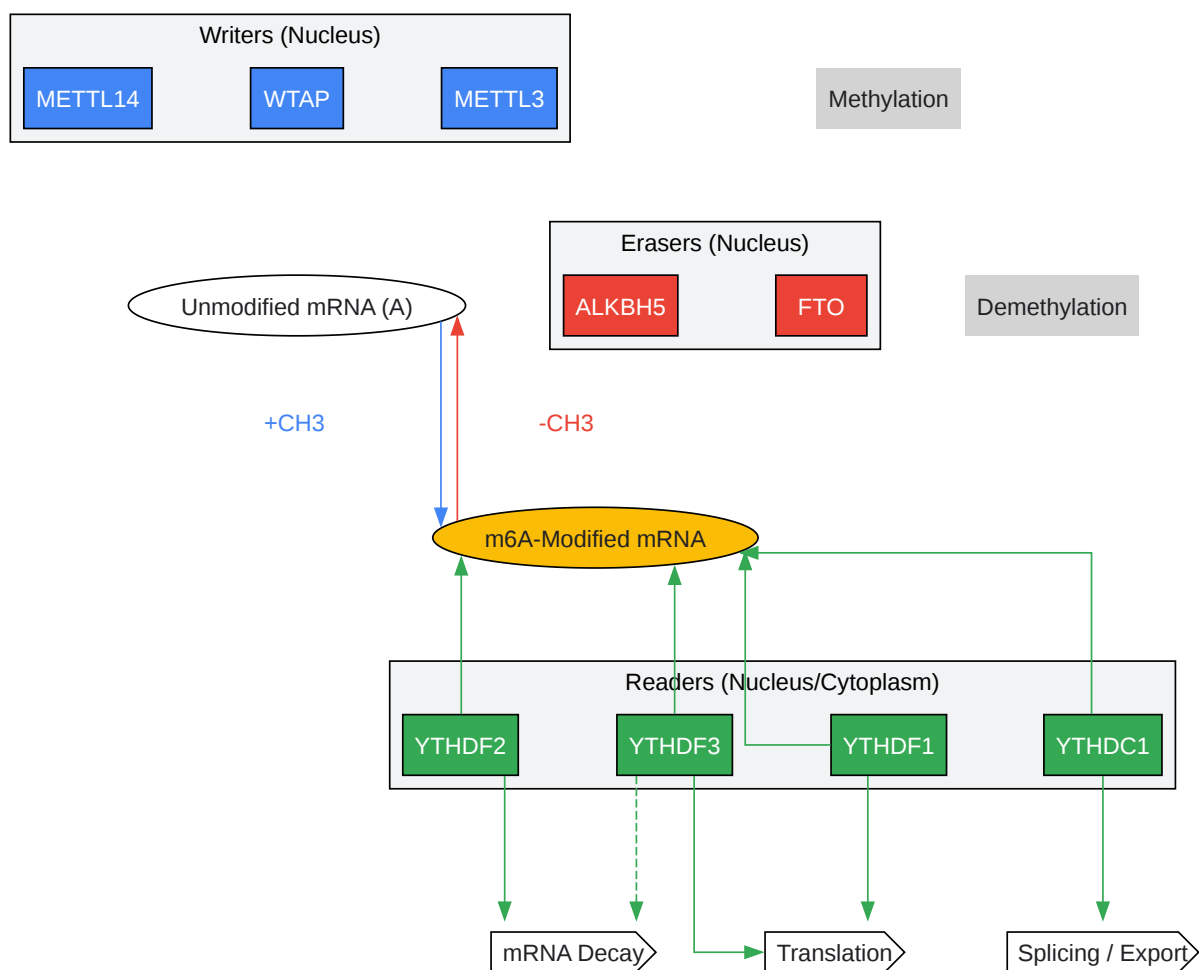 Writers (Nucleus)
METTL14
WTAP
METTL3
Methylation
Erasers (Nucleus)
ALKBH5
FTO
Demethylation
Unmodified mRNA (A)
+CH3
-CH3
m6A-Modified mRNA
Readers (Nucleus/Cytoplasm)
YTHDF2
YTHDF3
YTHDF1
YTHDC1
mRNA Decay
Translation
Splicing / Export